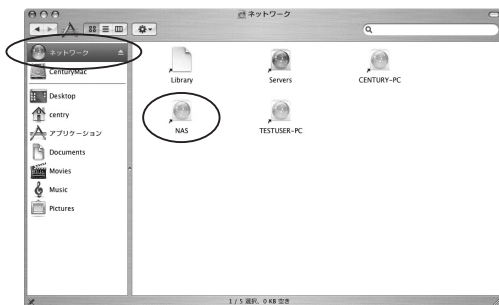 ネットワーク
ネットワーク
CenturyMac
Desktop
centry
アプリケーション
Documents
Movies
Music
Pictures
Library
Servers
CENTURY-PC
NAS
TESTUSER-PC
1 / 5 選択、0 KB 空き